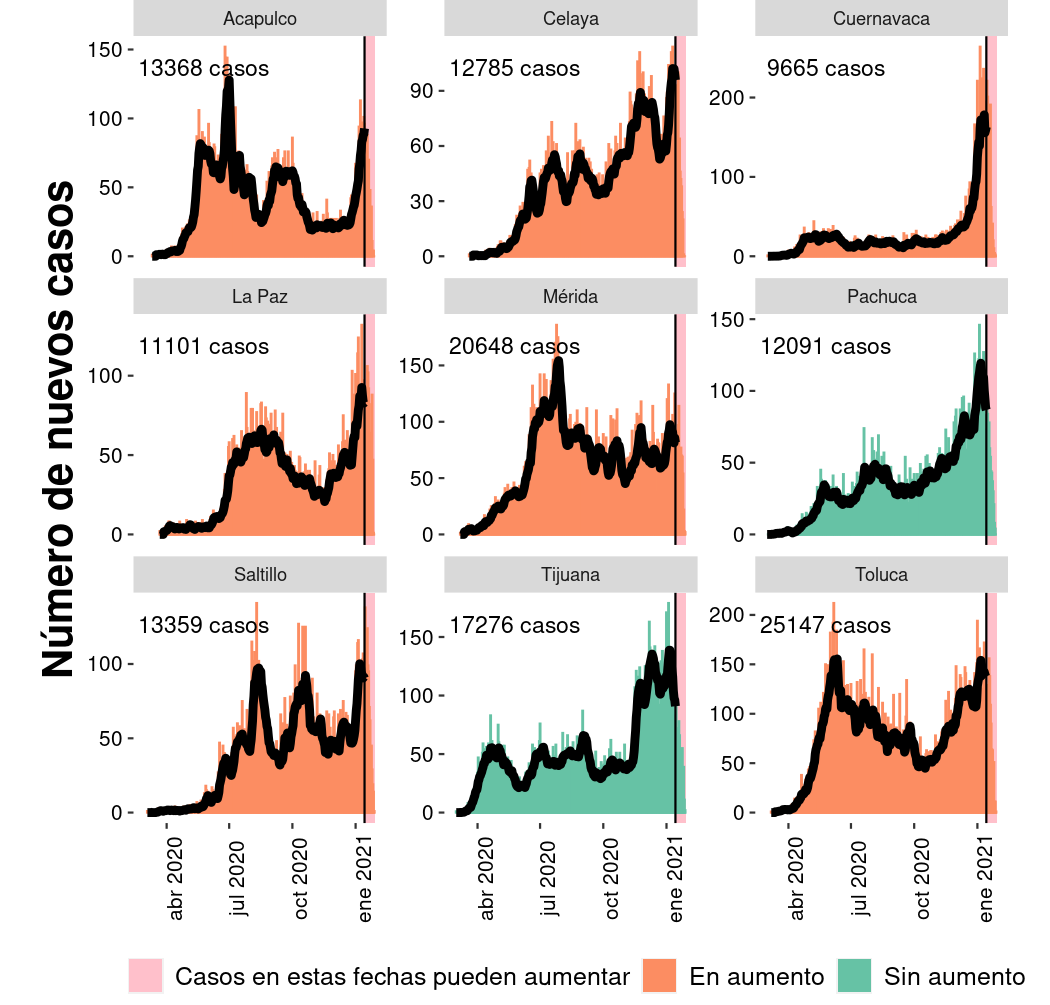 Número de nuevos casos
Acapulco
Celaya
Cuernavaca
150
100
50
0
13368 casos
90
60
30
0
12785 casos
200
100
0
9665 casos
La Paz
Mérida
Pachuca
100
50
0
11101 casos
150
100
50
0
20648 casos
150
100
50
0
12091 casos
Saltillo
Tijuana
Toluca
100
50
0
13359 casos
150
100
50
0
17276 casos
200
150
100
50
0
25147 casos
abr 2020
jul 2020
oct 2020
ene 2021
abr 2020
jul 2020
oct 2020
ene 2021
abr 2020
jul 2020
oct 2020
ene 2021
Casos en estas fechas pueden aumentar
En aumento
Sin aumento